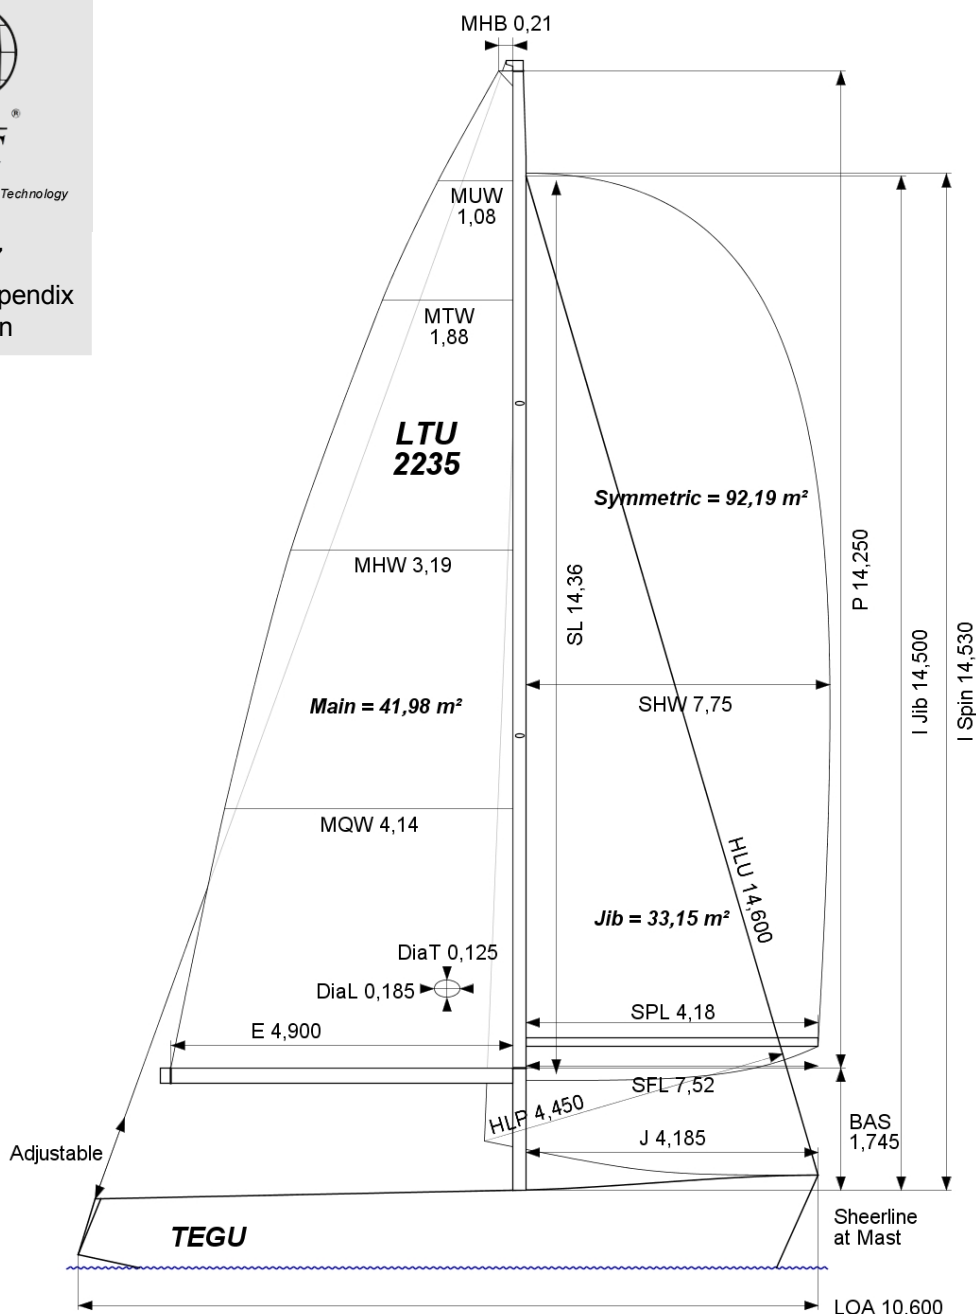 MHB 0,21
®
Technology
pendix
n
MUW
1,08
MTW
1,88
LTU
2235
Symmetric = 92,19 m²
MHW 3,19
SL 14,36
P 14,250
I Jib 14,500
I Spin 14,530
Main = 41,98 m²
SHW 7,75
MQW 4,14
HLU 14,600
Jib = 33,15 m²
DiaT 0,125
DiaL 0,185
SPL 4,18
E 4,900
SFL 7,52
HLP 4,450
J 4,185
BAS
1,745
Adjustable
Sheerline
at Mast
TEGU
LOA 10,600